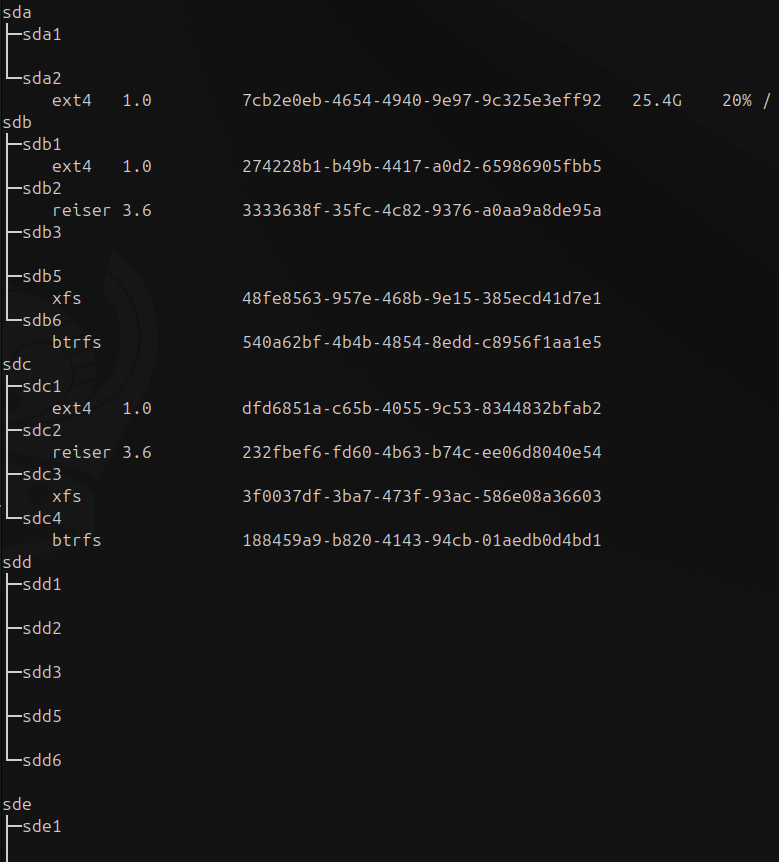 sda
├─sda1
└─sda2
     ext4   1.0         7cb2e0eb-4654-4940-9e97-9c325e3eff92   25.4G    20% /
sdb
├─sdb1
     ext4   1.0         274228b1-b49b-4417-a0d2-65986905fbb5
├─sdb2
     reiser 3.6         3333638f-35fc-4c82-9376-a0aa9a8de95a
├─sdb3
├─sdb5
     xfs                48fe8563-957e-468b-9e15-385ecd41d7e1
└─sdb6
     btrfs              540a62bf-4b4b-4854-8edd-c8956f1aa1e5
sdc
├─sdc1
     ext4   1.0         dfd6851a-c65b-4055-9c53-8344832bfab2
├─sdc2
     reiser 3.6         232fbef6-fd60-4b63-b74c-ee06d8040e54
├─sdc3
     xfs                3f0037df-3ba7-473f-93ac-586e08a36603
└─sdc4
     btrfs              188459a9-b820-4143-94cb-01aedb0d4bd1
sdd
├─sdd1
├─sdd2
├─sdd3
├─sdd5
└─sdd6
sde
├─sde1